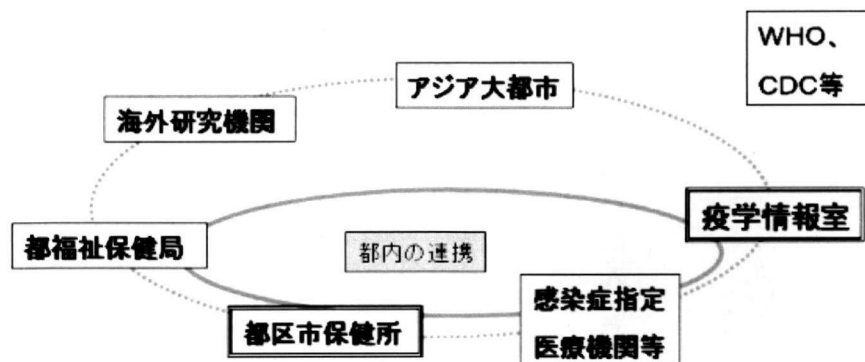 WHO、
CDC等
アジア大都市
海外研究機関
疫学情報室
都福祉保健局
都内の連携
感染症指定
医療機関等
都区市保健所